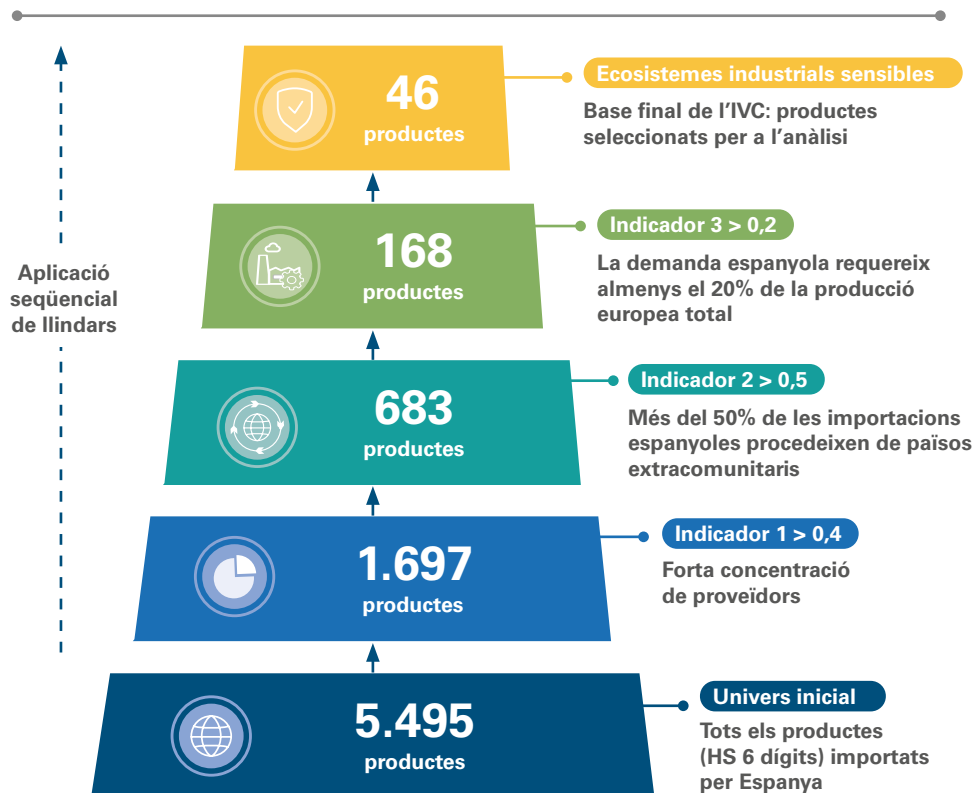 46
productes
Ecosistemes industrials sensibles
Base final de l’IVC: productes
seleccionats per a l’anàlisi
168
productes
Indicador 3 > 0,2
La demanda espanyola requereix
almenys el 20% de la producció
europea total
Aplicació
seqüencial
de llindars
683
productes
Indicador 2 > 0,5
Més del 50% de les importacions
espanyoles procedeixen de països
extracomunitaris
1.697
productes
Indicador 1 > 0,4
Forta concentració
de proveïdors
5.495
productes
Univers inicial
Tots els productes
(HS 6 dígits) importats
per Espanya